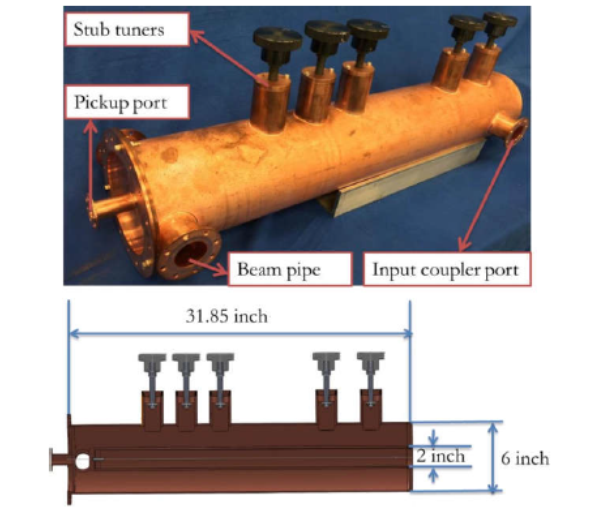 Stub tuners
Pickup port
Beam pipe
Input coupler port
31.85 inch
2 inch
6 inch